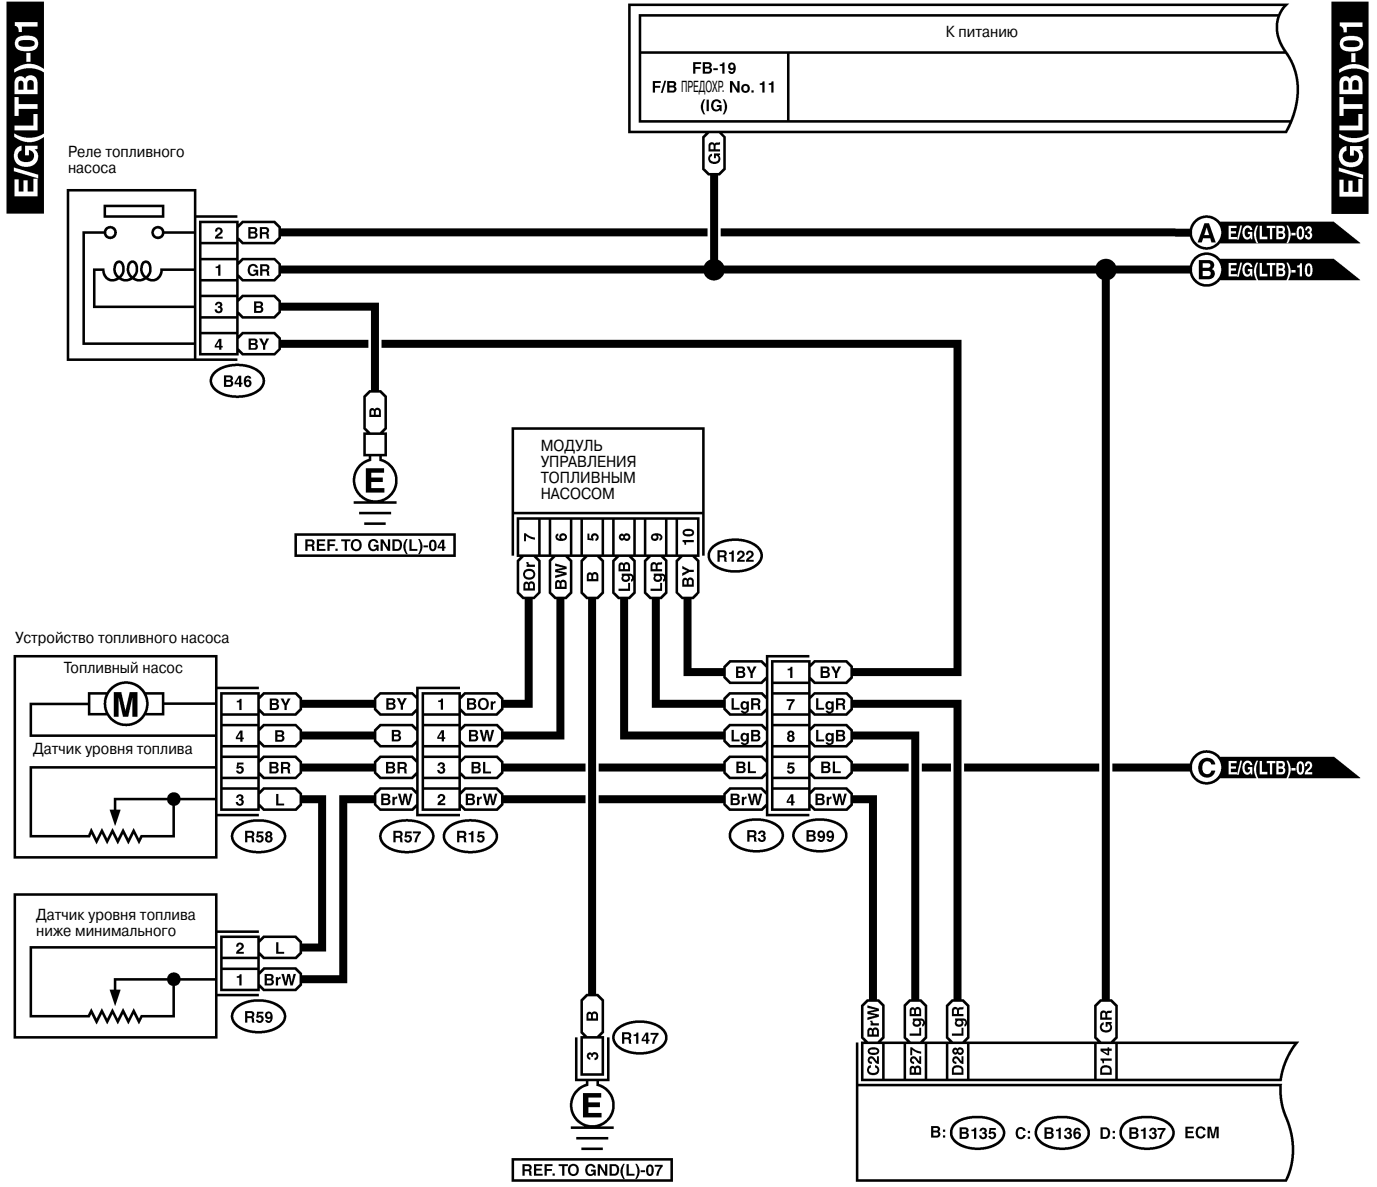 E/G(LTB)-01
E/G(LTB)-01
К питанию
FB-19
F/B ПРЕДОХР. No. 11
(IG)
GR
Реле топливного
насоса
2 BR
A E/G(LTB)-03
1 GR
B E/G(LTB)-10
3 B
4 BY
B46
B
E
REF. TO GND(L)-04
МОДУЛЬ
УПРАВЛЕНИЯ
ТОПЛИВНЫМ
НАСОСОМ
7 6 5 8 9 10
R122
BOr BW B LgB LgR BY
Устройство топливного насоса
Топливный насос
M
Датчик уровня топлива
1 BY BY 1 BOr
4 B B 4 BW
5 BR BR 3 BL
3 L BrW 2 BrW
R58 R57 R15
BY 1 BY
LgR 7 LgR
LgB 8 LgB
BL 5 BL
BrW 4 BrW
R3 B99
C E/G(LTB)-02
Датчик уровня топлива
ниже минимального
2 L
1 BrW
R59
B
3
R147
E
REF. TO GND(L)-07
BrW LgB LgR GR
C20 B27 D28 D14
B: B135 C: B136 D: B137 ECM